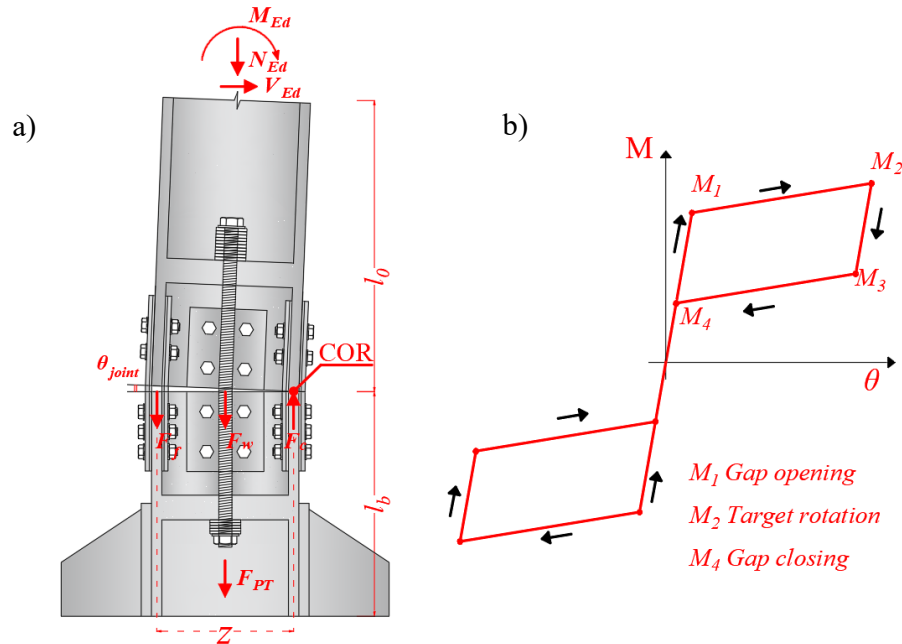 a)
M_Ed
N_Ed
V_Ed
l_0
θ_joint
COR
F_f
F_w
F_c
l_b
F_PT
z
b)
M
M_1
M_2
M_3
M_4
θ
M_1 Gap opening
M_2 Target rotation
M_4 Gap closing